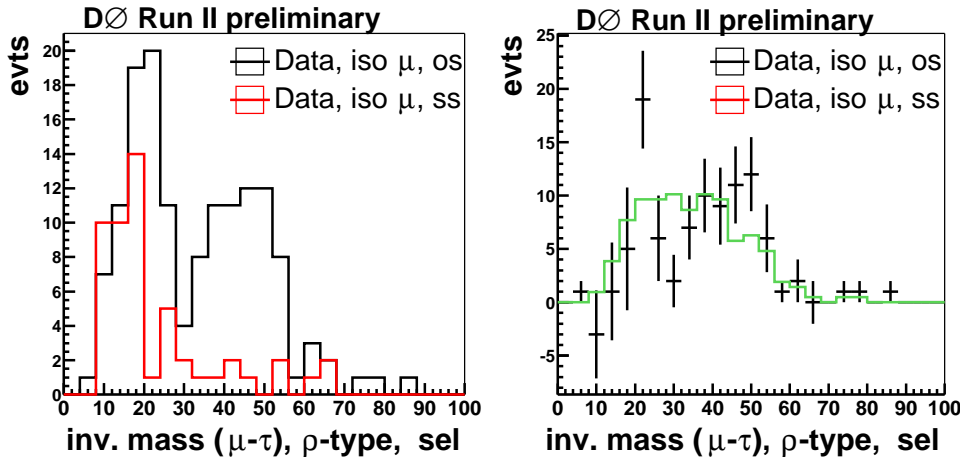 DØ Run II preliminary
evts
Data, iso μ, os
Data, iso μ, ss
20
18
16
14
12
10
8
6
4
2
0
0 10 20 30 40 50 60 70 80 90 100
inv. mass (μ-τ), ρ-type, sel
DØ Run II preliminary
evts
Data, iso μ, os
Data, iso μ, ss
25
20
15
10
5
0
-5
0 10 20 30 40 50 60 70 80 90 100
inv. mass (μ-τ), ρ-type, sel